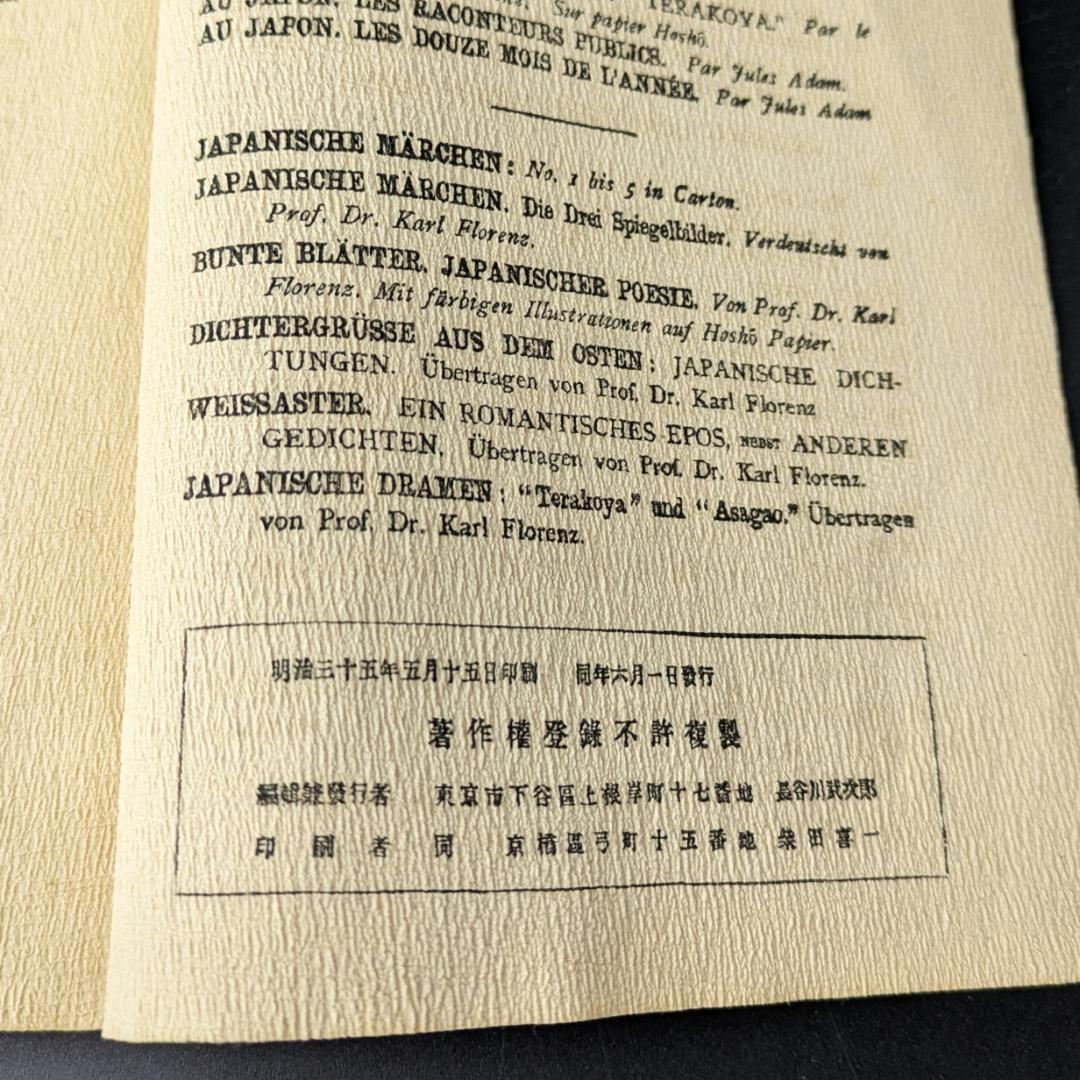 TERAKOYA." Par le
Sur papier Hoshō.
AU JAPON. LES RACONTEURS PUBLICS. Par Jules Adam.
AU JAPON. LES DOUZE MOIS DE L'ANNÉE. Par Jules Adam
JAPANISCHE MÄRCHEN: No. 1 bis 5 in Carton.
JAPANISCHE MÄRCHEN. Die Drei Spiegelbilder. Verdeutscht von
Prof. Dr. Karl Florenz.
BUNTE BLÄTTER. JAPANISCHER POESIE. Von Prof. Dr. Karl
Florenz. Mit färbigen Illustrationen auf Hoshō Papier.
DICHTERGRÜSSE AUS DEM OSTEN: JAPANISCHE DICH-
TUNGEN. Übertragen von Prof. Dr. Karl Florenz
WEISSASTER. EIN ROMANTISCHES EPOS, NEBST ANDEREN
GEDICHTEN. Übertragen von Prof. Dr. Karl Florenz.
JAPANISCHE DRAMEN: "Terakoya" und "Asagao." Übertragen
von Prof. Dr. Karl Florenz.
明治三十五年五月十五日印刷 同年六月一日發行
著作權登錄不許複製
編輯兼發行者 東京市下谷區上根岸町十七番地 長谷川武次郎
印刷者 同 京橋區弓町十五番地 柴田喜一